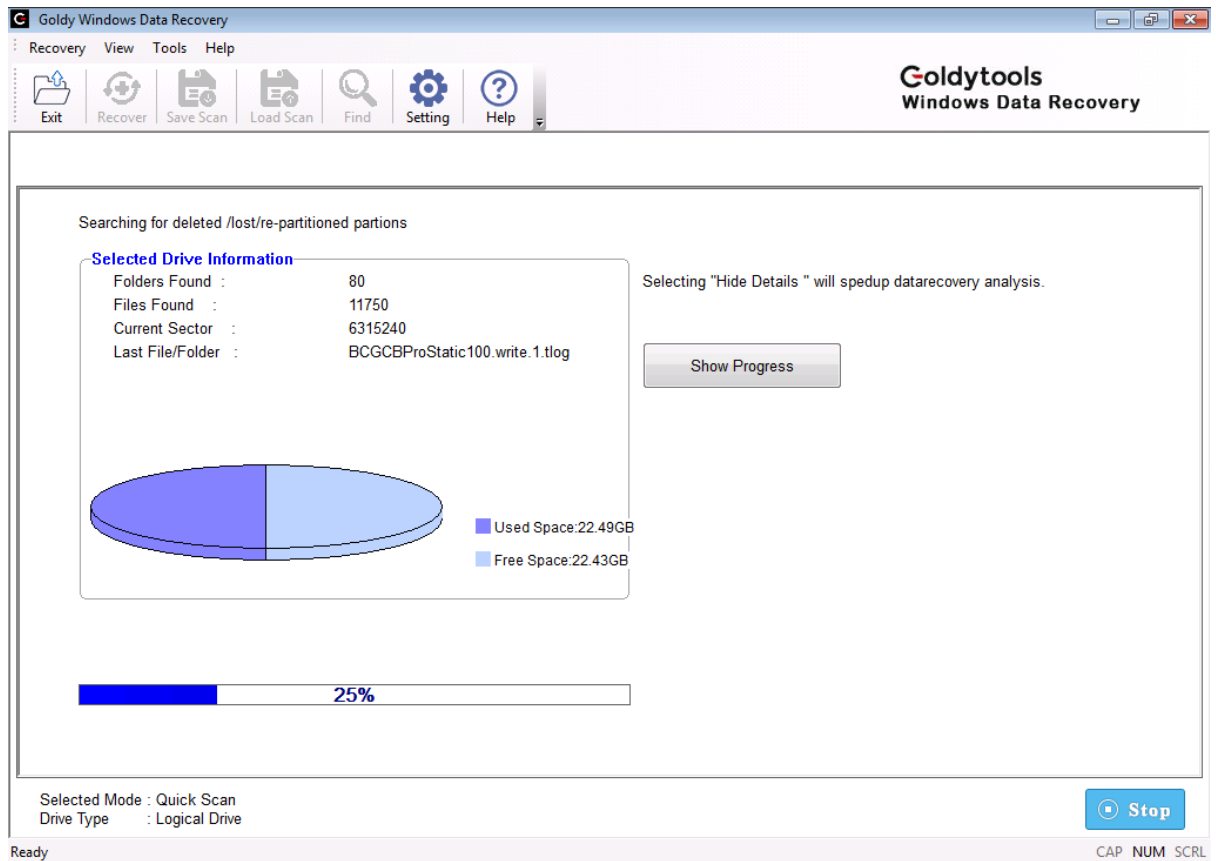 Goldy Windows Data Recovery
Recovery View Tools Help
Exit Recover Save Scan Load Scan Find Setting Help
Goldytools
Windows Data Recovery
Searching for deleted /lost/re-partitioned partions
Selected Drive Information
Folders Found : 80
Files Found : 11750
Current Sector : 6315240
Last File/Folder : BCGCBProStatic100.write.1.tlog
Selecting "Hide Details " will spedup datarecovery analysis.
Show Progress
Used Space:22.49GB
Free Space:22.43GB
25%
Selected Mode : Quick Scan
Drive Type : Logical Drive
Stop
Ready
CAP NUM SCRL